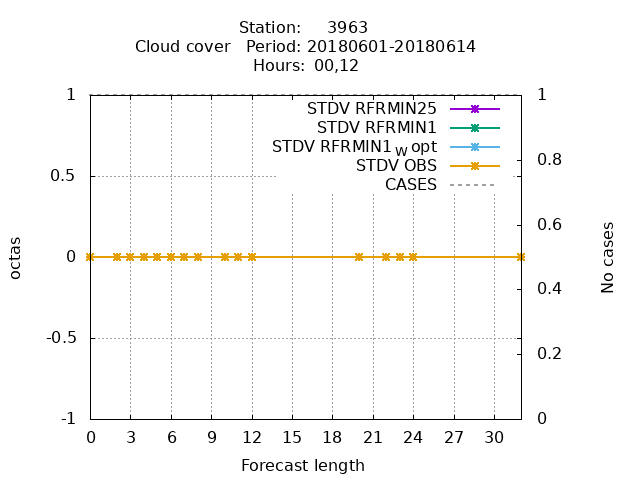 Station: 3963
Cloud cover Period: 20180601-20180614
Hours: 00,12
STDV RFRMIN25
STDV RFRMIN1
STDV RFRMIN1W opt
STDV OBS
CASES
1
0.5
0
-0.5
-1
1
0.8
0.6
0.4
0.2
0
octas
No cases
0 3 6 9 12 15 18 21 24 27 30
Forecast length